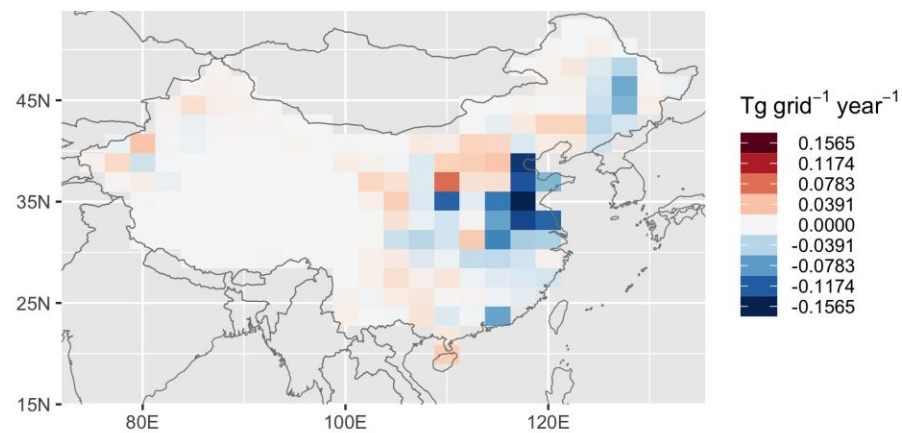 45N
35N
25N
15N
80E
100E
120E
Tg grid⁻¹ year⁻¹
0.1565
0.1174
0.0783
0.0391
0.0000
-0.0391
-0.0783
-0.1174
-0.1565